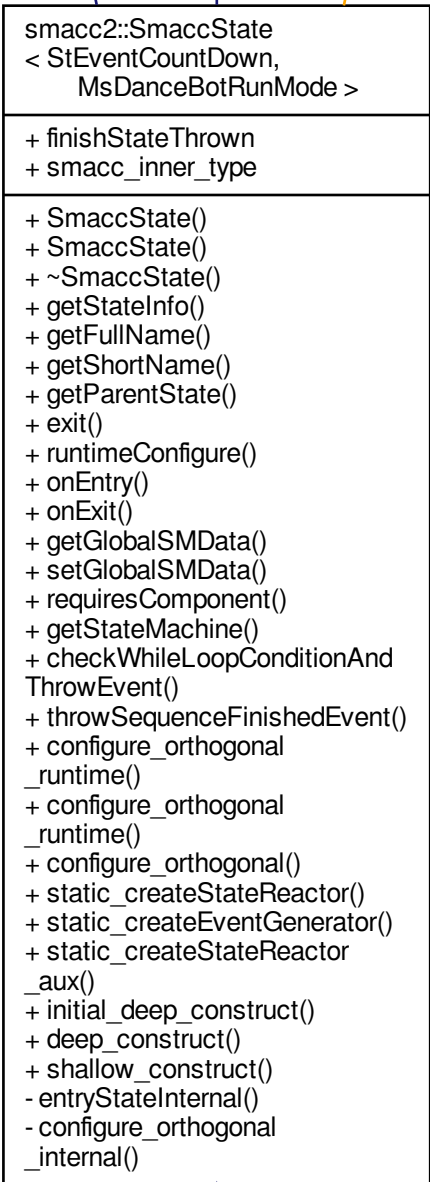 smacc2::SmaccState
< StEventCountDown,
MsDanceBotRunMode >
+ finishStateThrown
+ smacc_inner_type
+ SmaccState()
+ SmaccState()
+ ~SmaccState()
+ getStateInfo()
+ getFullName()
+ getShortName()
+ getParentState()
+ exit()
+ runtimeConfigure()
+ onEntry()
+ onExit()
+ getGlobalSMData()
+ setGlobalSMData()
+ requiresComponent()
+ getStateMachine()
+ checkWhileLoopConditionAnd
ThrowEvent()
+ throwSequenceFinishedEvent()
+ configure_orthogonal
_runtime()
+ configure_orthogonal
_runtime()
+ configure_orthogonal()
+ static_createStateReactor()
+ static_createEventGenerator()
+ static_createStateReactor
_aux()
+ initial_deep_construct()
+ deep_construct()
+ shallow_construct()
- entryStateInternal()
- configure_orthogonal
_internal()